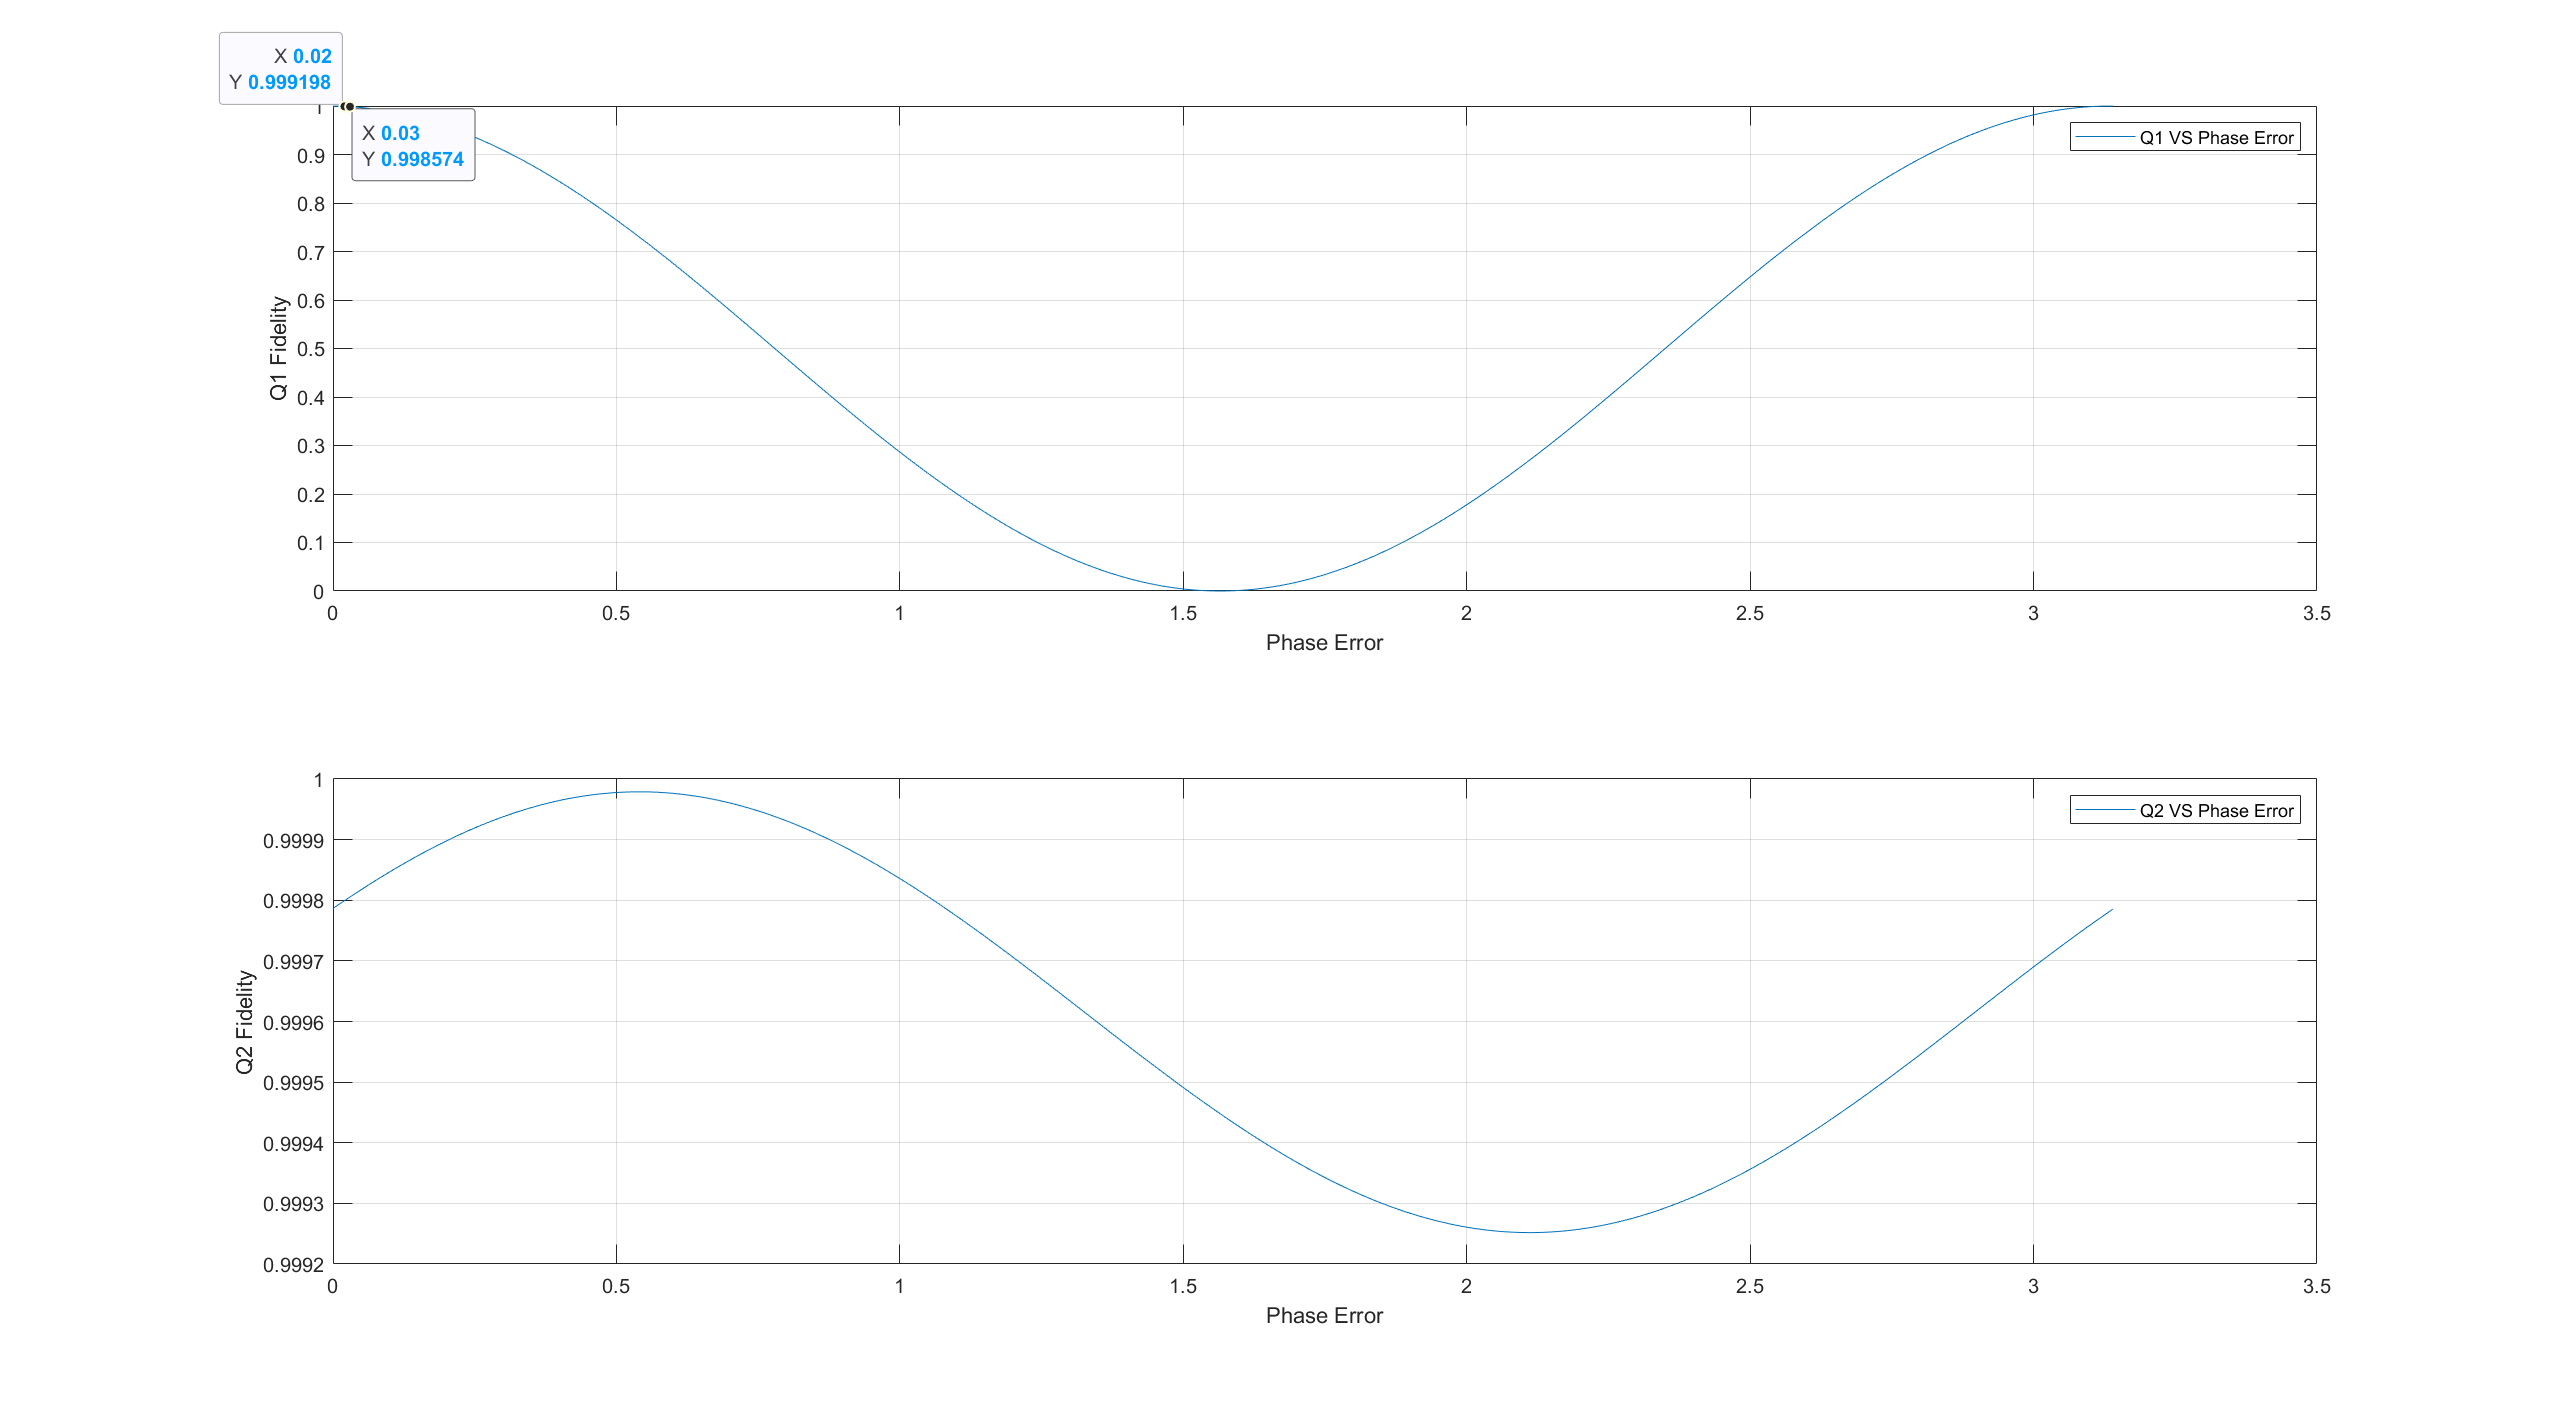 X 0.02
Y 0.999198
X 0.03
Y 0.998574
Q1 VS Phase Error
1
0.9
0.8
0.7
0.6
0.5
0.4
0.3
0.2
0.1
0
Q1 Fidelity
0 0.5 1 1.5 2 2.5 3 3.5
Phase Error
Q2 VS Phase Error
1
0.9999
0.9998
0.9997
0.9996
0.9995
0.9994
0.9993
0.9992
Q2 Fidelity
0 0.5 1 1.5 2 2.5 3 3.5
Phase Error